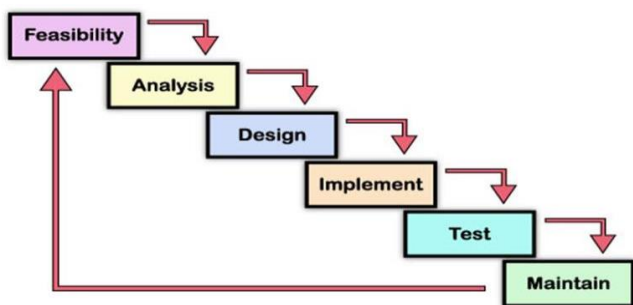 Feasibility
Analysis
Design
Implement
Test
Maintain